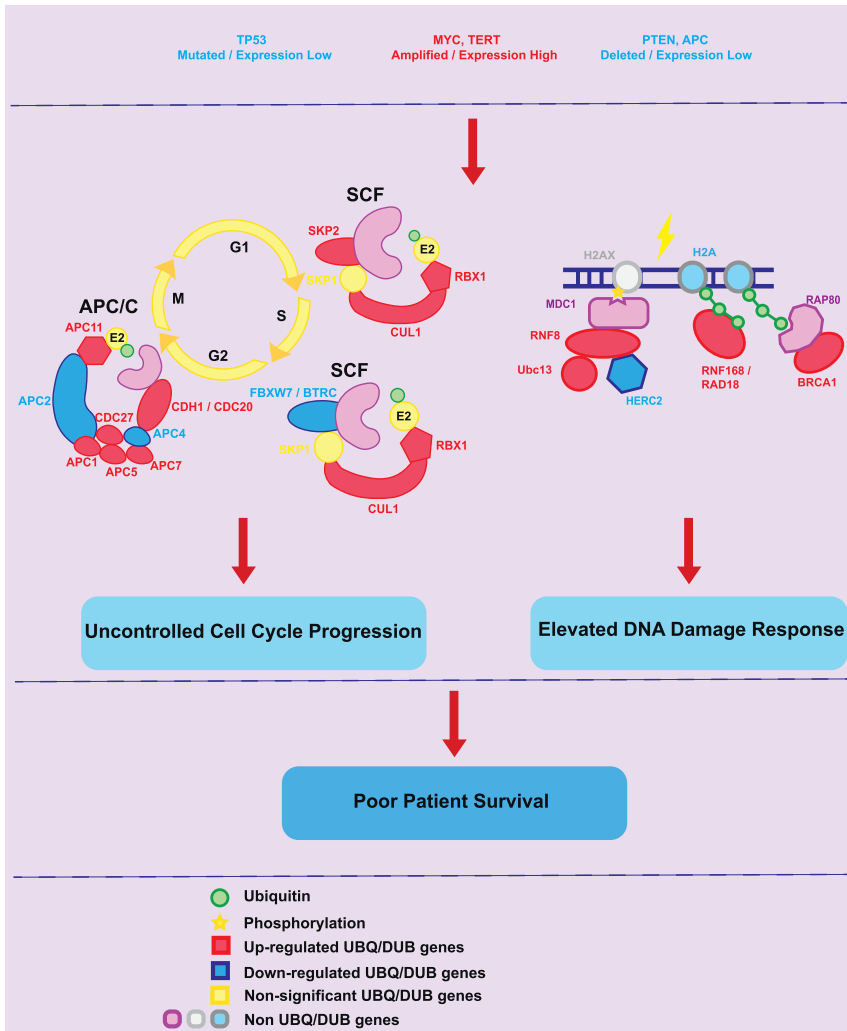 TP53
Mutated / Expression Low
MYC, TERT
Amplified / Expression High
PTEN, APC
Deleted / Expression Low
SCF
SKP2
E2
SKP1
RBX1
CUL1
G1
S
G2
M
APC/C
APC11
E2
APC2
CDH1 / CDC20
CDC27
APC4
APC1
APC5
APC7
SCF
FBXW7 / BTRC
E2
SKP1
RBX1
CUL1
H2AX
H2A
MDC1
RAP80
RNF8
Ubc13
HERC2
RNF168 /
RAD18
BRCA1
Uncontrolled Cell Cycle Progression
Elevated DNA Damage Response
Poor Patient Survival
Ubiquitin
Phosphorylation
Up-regulated UBQ/DUB genes
Down-regulated UBQ/DUB genes
Non-significant UBQ/DUB genes
Non UBQ/DUB genes